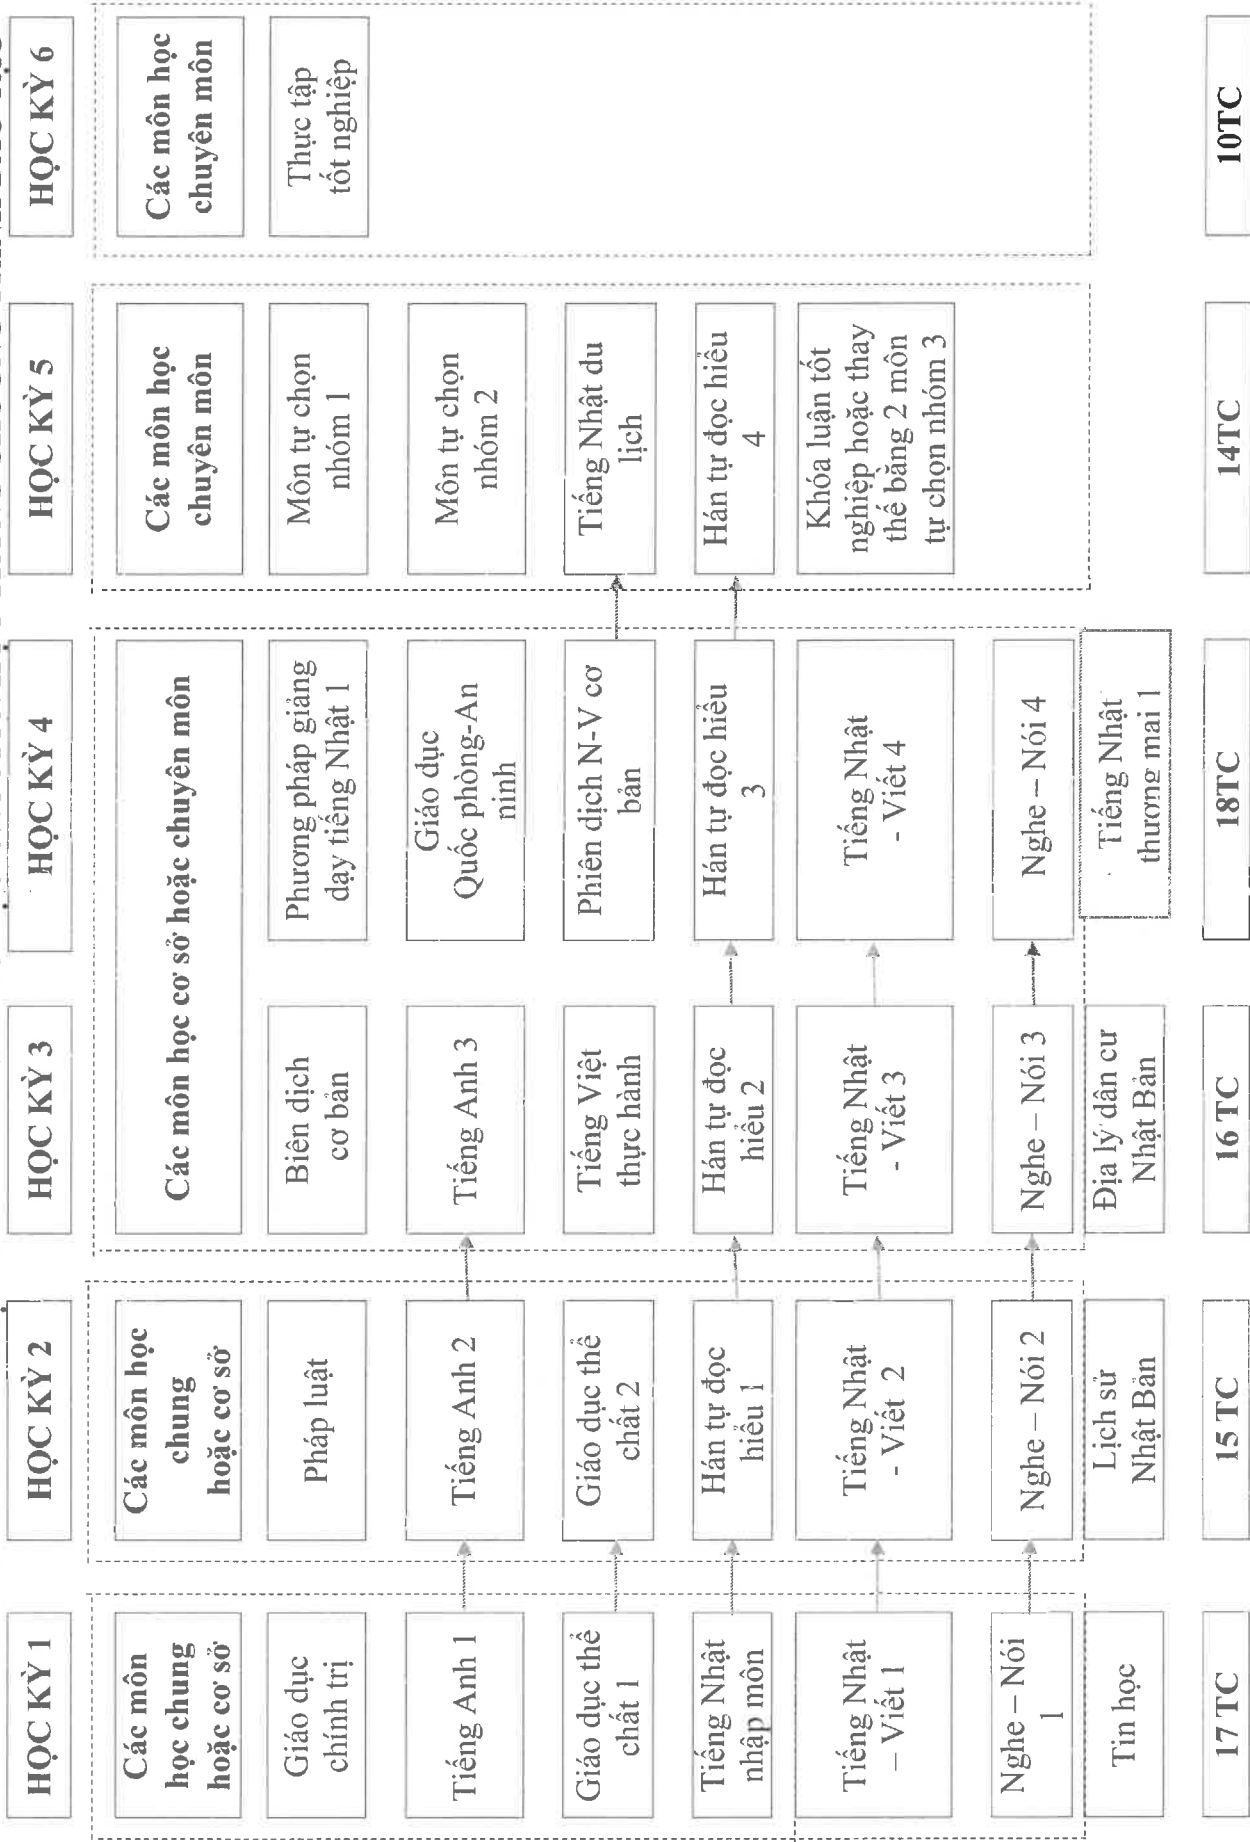 HỌC KỲ 1
HỌC KỲ 2
HỌC KỲ 3
HỌC KỲ 4
HỌC KỲ 5
HỌC KỲ 6
Các môn
học chung
hoặc cơ sở
Các môn học
chung
hoặc cơ sở
Các môn học cơ sở hoặc chuyên môn
Các môn học
chuyên môn
Các môn học
chuyên môn
Giáo dục
chính trị
Pháp luật
Biên dịch
cơ bản
Phương pháp giảng
dạy tiếng Nhật 1
Môn tự chọn
nhóm 1
Thực tập
tốt nghiệp
Tiếng Anh 1
Tiếng Anh 2
Tiếng Anh 3
Giáo dục
Quốc phòng-An
ninh
Môn tự chọn
nhóm 2
Giáo dục thể
chất 1
Giáo dục thể
chất 2
Tiếng Việt
thực hành
Phiên dịch N-V cơ
bản
Tiếng Nhật du
lịch
Tiếng Nhật
nhập môn
Hán tự đọc
hiểu 1
Hán tự đọc
hiểu 2
Hán tự đọc hiểu
3
Hán tự đọc hiểu
4
Tiếng Nhật
– Viết 1
Tiếng Nhật
- Viết 2
Tiếng Nhật
- Viết 3
Tiếng Nhật
- Viết 4
Khóa luận tốt
nghiệp hoặc thay
thế bằng 2 môn
tự chọn nhóm 3
Nghe – Nói
1
Nghe – Nói 2
Nghe – Nói 3
Nghe – Nói 4
Tin học
Lịch sử
Nhật Bản
Địa lý dân cư
Nhật Bản
Tiếng Nhật
thương mai 1
17 TC
15 TC
16 TC
18TC
14TC
10TC